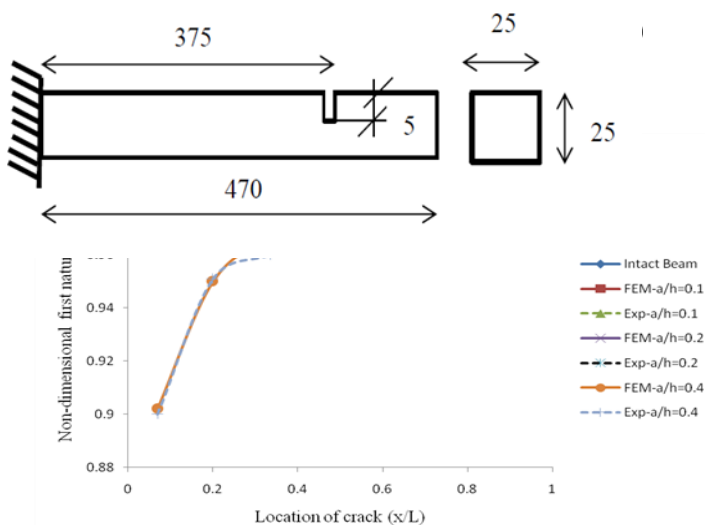 375
25
5
25
470
Non-dimensional first natu
0.94
0.92
0.9
0.88
0
0.2
0.4
0.6
0.8
1
Location of crack (x/L)
Intact Beam
FEM-a/h=0.1
Exp-a/h=0.1
FEM-a/h=0.2
Exp-a/h=0.2
FEM-a/h=0.4
Exp-a/h=0.4